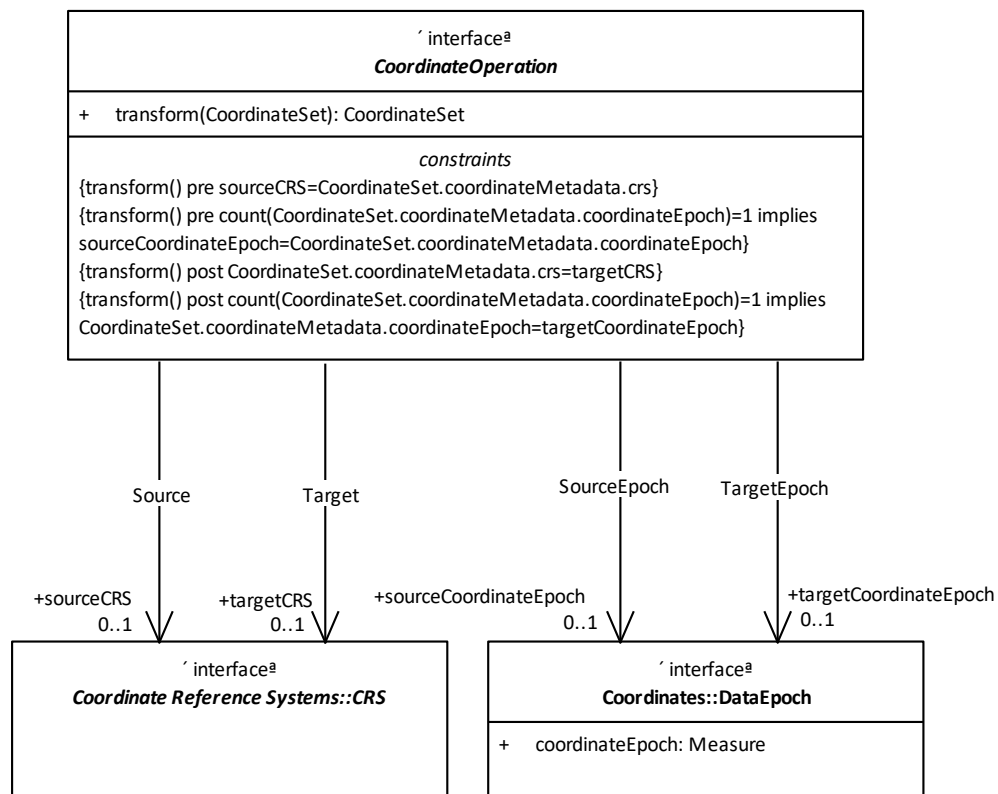 ´ interfaceª
CoordinateOperation
+ transform(CoordinateSet): CoordinateSet
constraints
{transform() pre sourceCRS=CoordinateSet.coordinateMetadata.crs}
{transform() pre count(CoordinateSet.coordinateMetadata.coordinateEpoch)=1 implies
sourceCoordinateEpoch=CoordinateSet.coordinateMetadata.coordinateEpoch}
{transform() post CoordinateSet.coordinateMetadata.crs=targetCRS}
{transform() post count(CoordinateSet.coordinateMetadata.coordinateEpoch)=1 implies
CoordinateSet.coordinateMetadata.coordinateEpoch=targetCoordinateEpoch}
Source
Target
SourceEpoch
TargetEpoch
+sourceCRS
0..1
+targetCRS
0..1
+sourceCoordinateEpoch
0..1
+targetCoordinateEpoch
0..1
´ interfaceª
Coordinate Reference Systems::CRS
´ interfaceª
Coordinates::DataEpoch
+ coordinateEpoch: Measure